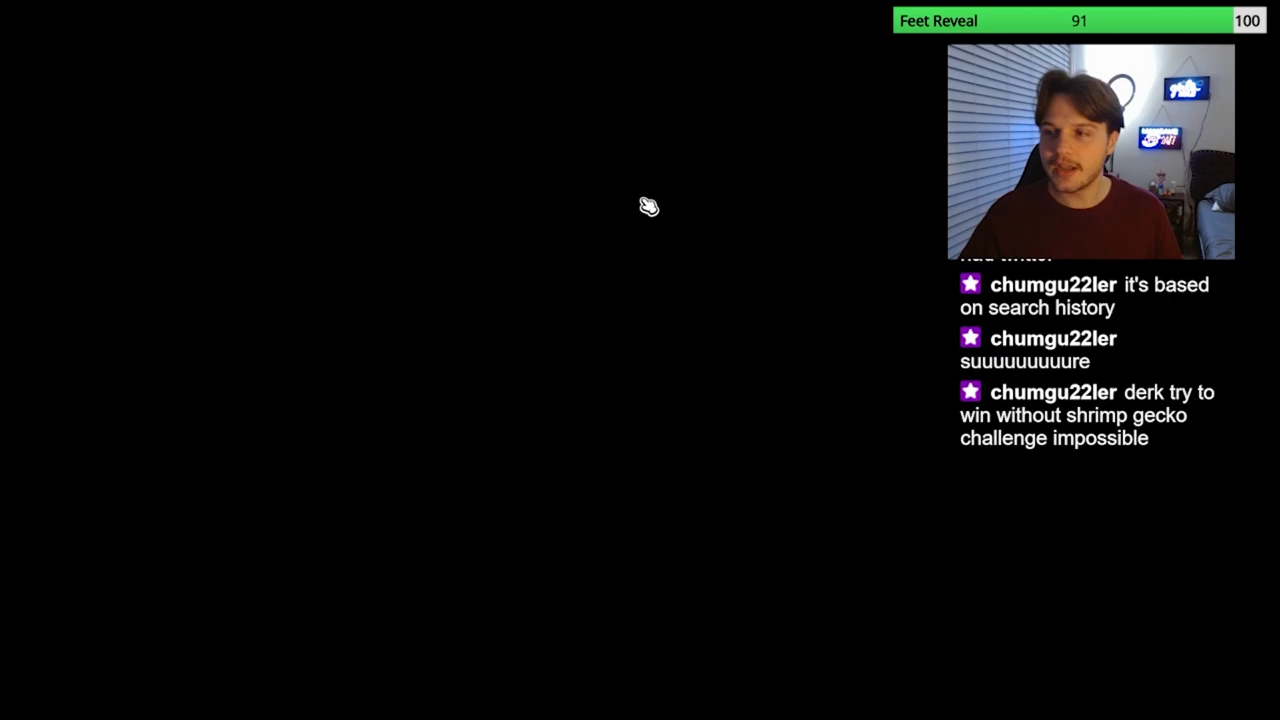 Feet Reveal 91 100
chumgu22ler it's based
on search history
chumgu22ler
suuuuuuuuure
chumgu22ler derk try to
win without shrimp gecko
challenge impossible